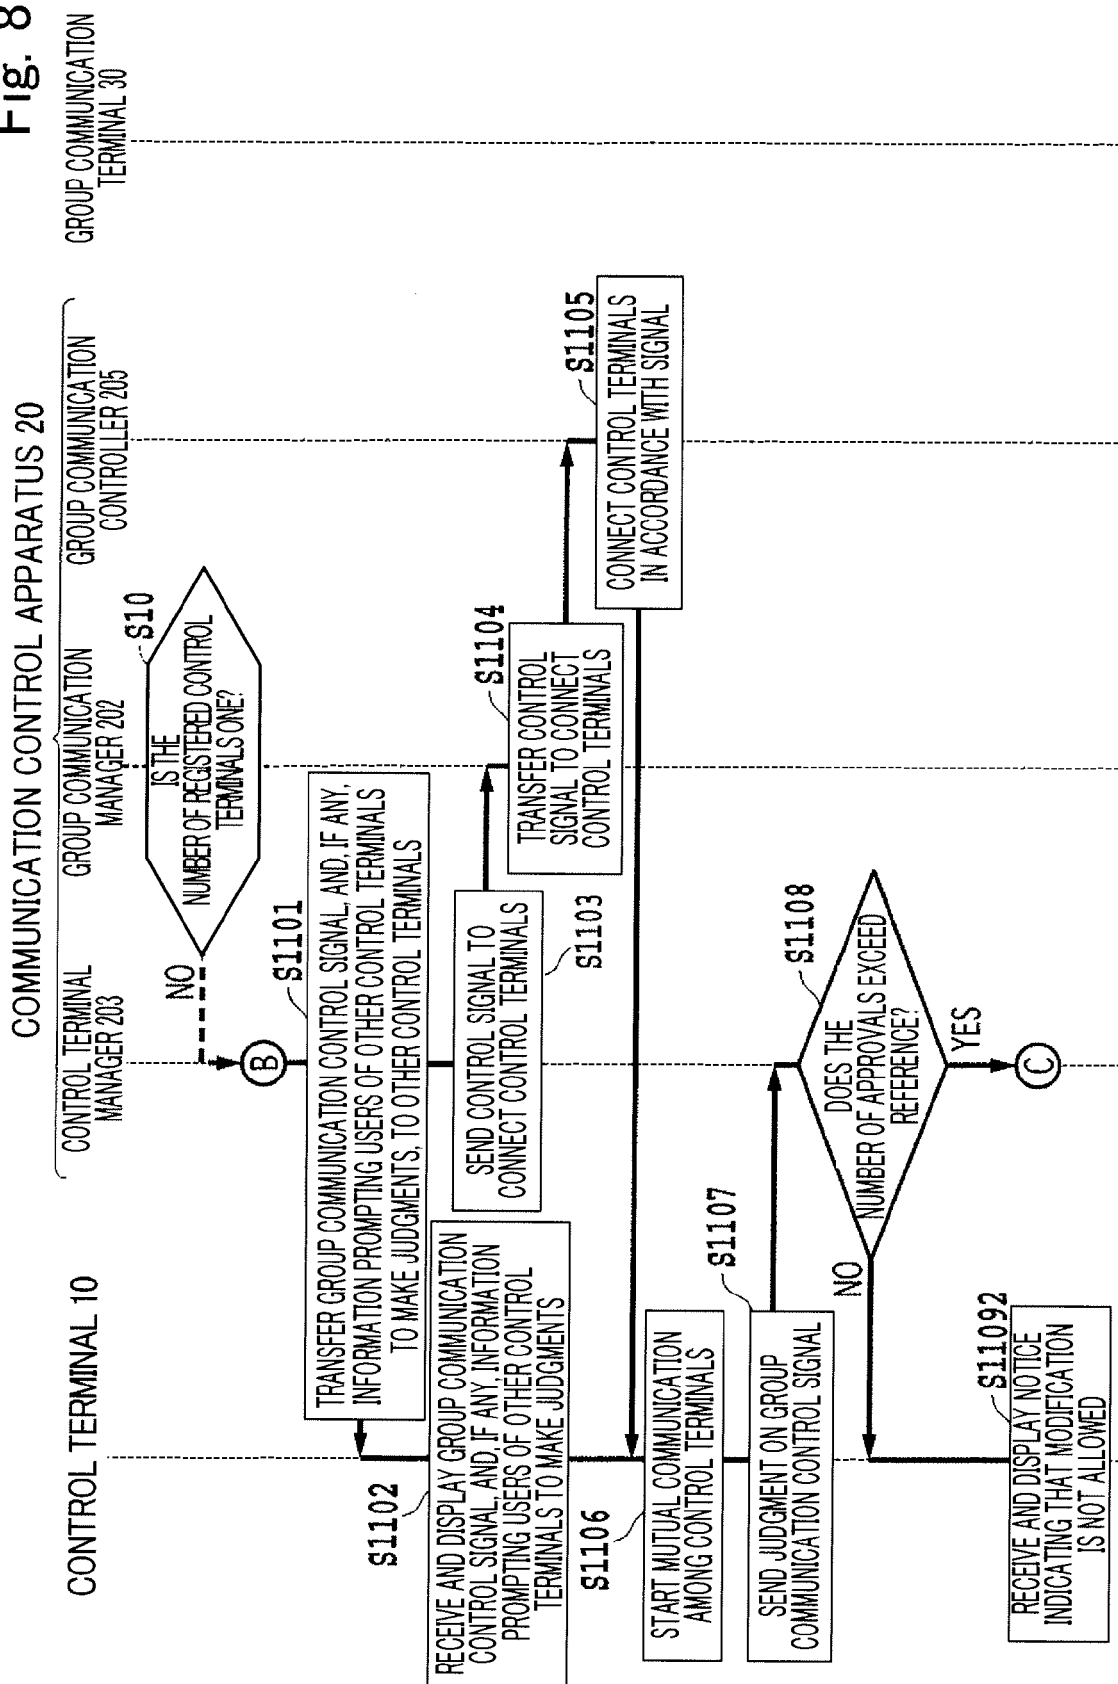 Fig. 8
COMMUNICATION CONTROL APPARATUS 20
CONTROL TERMINAL 10
CONTROL TERMINAL
MANAGER 203
GROUP COMMUNICATION
MANAGER 202
GROUP COMMUNICATION
CONTROLLER 205
GROUP COMMUNICATION
TERMINAL 30
S10
IS THE
NUMBER OF REGISTERED CONTROL
TERMINALS ONE?
NO
B
S1101
TRANSFER GROUP COMMUNICATION CONTROL SIGNAL, AND, IF ANY,
INFORMATION PROMPTING USERS OF OTHER CONTROL TERMINALS
TO MAKE JUDGMENTS, TO OTHER CONTROL TERMINALS
S1102
RECEIVE AND DISPLAY GROUP COMMUNICATION
CONTROL SIGNAL, AND, IF ANY, INFORMATION
PROMPTING USERS OF OTHER CONTROL
TERMINALS TO MAKE JUDGMENTS
SEND CONTROL SIGNAL TO
CONNECT CONTROL TERMINALS
S1103
S1104
TRANSFER CONTROL
SIGNAL TO CONNECT
CONTROL TERMINALS
S1105
CONNECT CONTROL TERMINALS
IN ACCORDANCE WITH SIGNAL
S1106
START MUTUAL COMMUNICATION
AMONG CONTROL TERMINALS
S1107
SEND JUDGMENT ON GROUP
COMMUNICATION CONTROL SIGNAL
S1108
DOES THE
NUMBER OF APPROVALS EXCEED
REFERENCE?
NO
YES
C
S11092
RECEIVE AND DISPLAY NOTICE
INDICATING THAT MODIFICATION
IS NOT ALLOWED